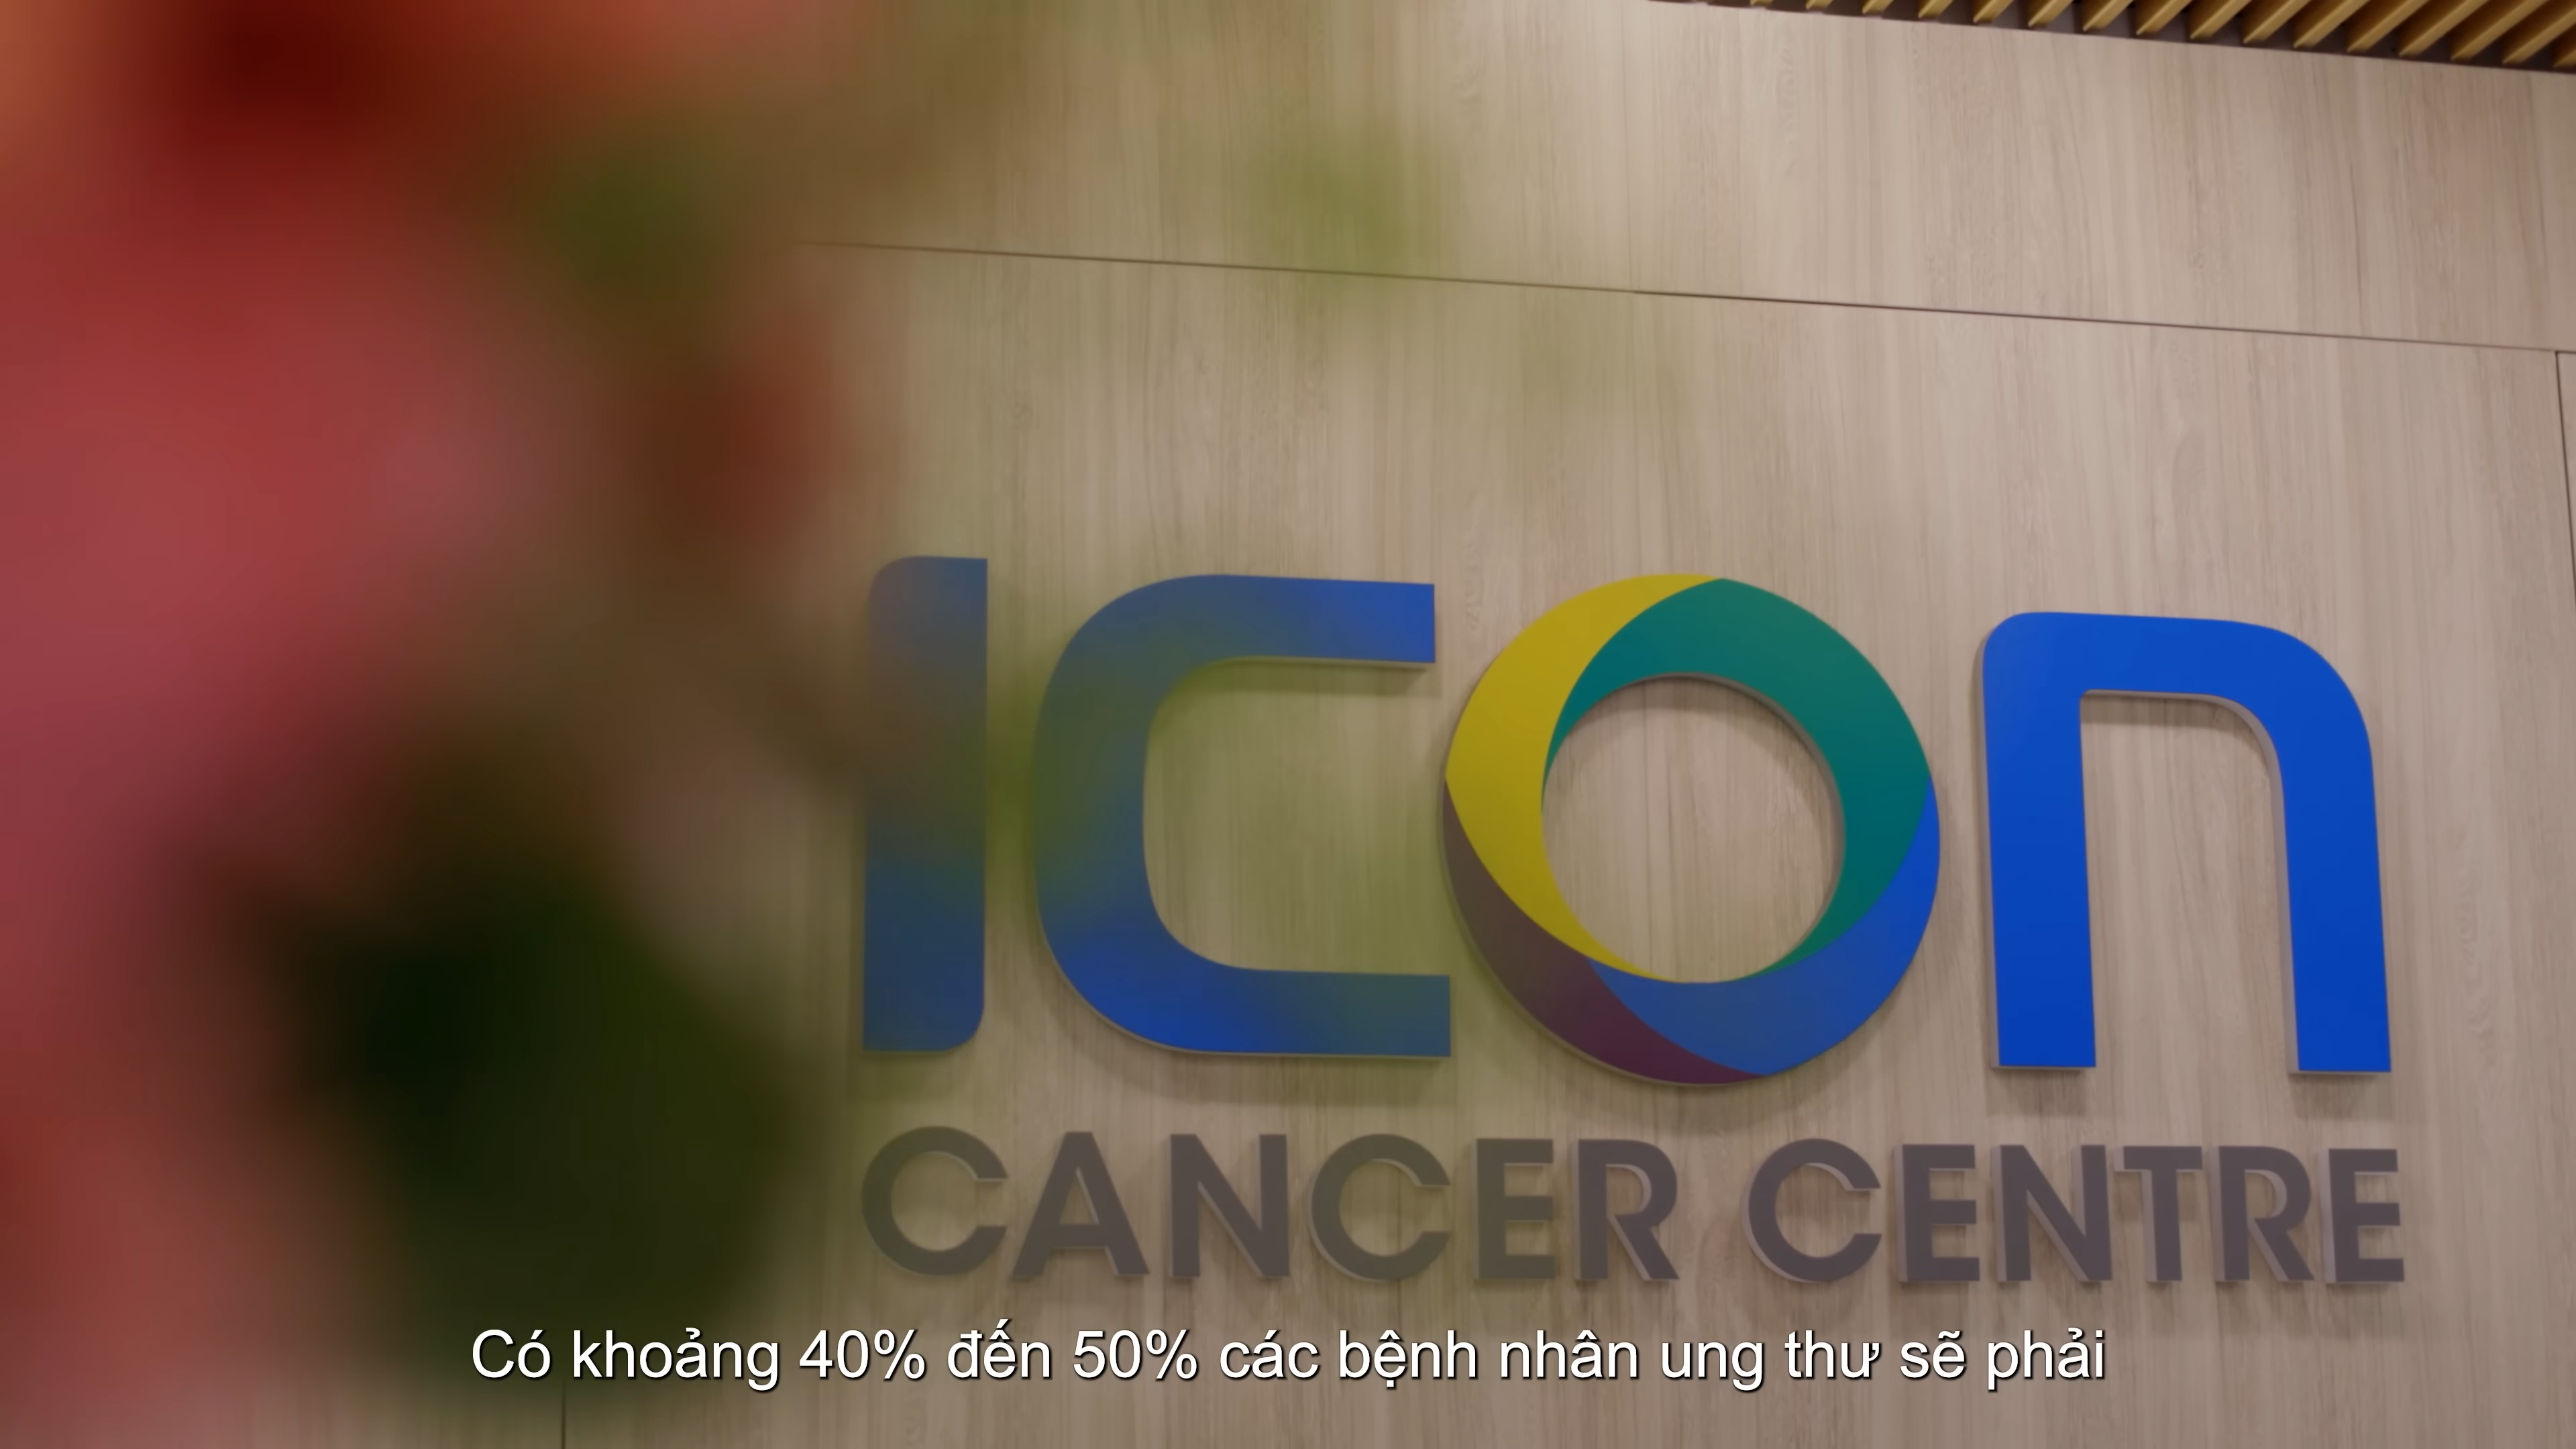 ICON
CANCER CENTRE
Có khoảng 40% đến 50% các bệnh nhân ung thư sẽ phải